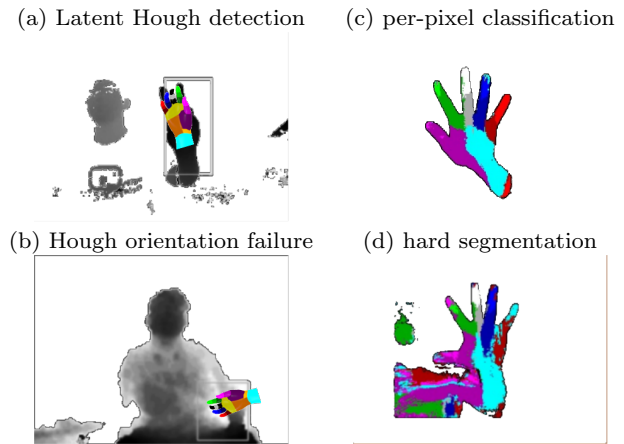 (a) Latent Hough detection
(c) per-pixel classification
(b) Hough orientation failure
(d) hard segmentation